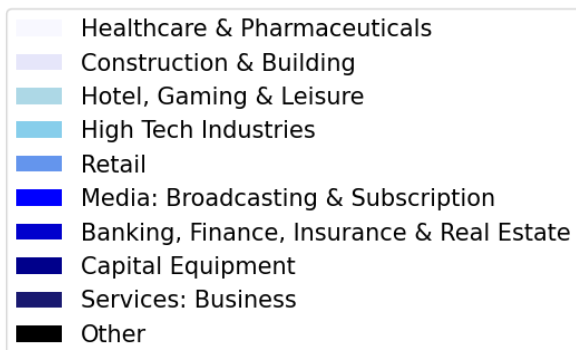 Healthcare & Pharmaceuticals
Construction & Building
Hotel, Gaming & Leisure
High Tech Industries
Retail
Media: Broadcasting & Subscription
Banking, Finance, Insurance & Real Estate
Capital Equipment
Services: Business
Other